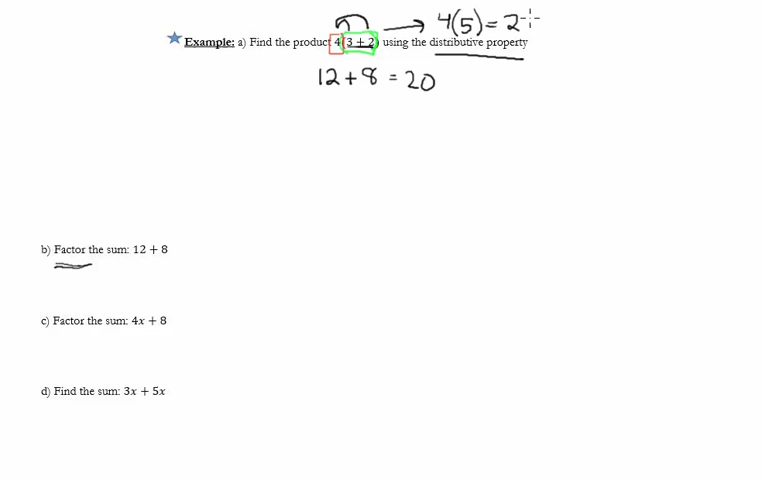 4(5) = 2
Example: a) Find the product 4(3 + 2) using the distributive property
12 + 8 = 20
b) Factor the sum: 12 + 8
c) Factor the sum: 4x + 8
d) Find the sum: 3x + 5x